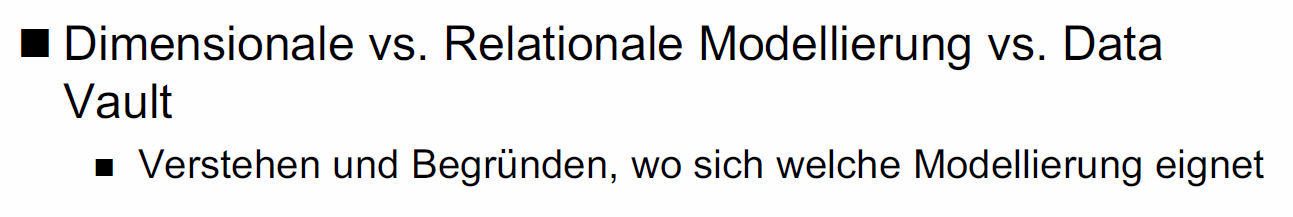 Dimensionale vs. Relationale Modellierung vs. Data
Vault
Verstehen und Begründen, wo sich welche Modellierung eignet